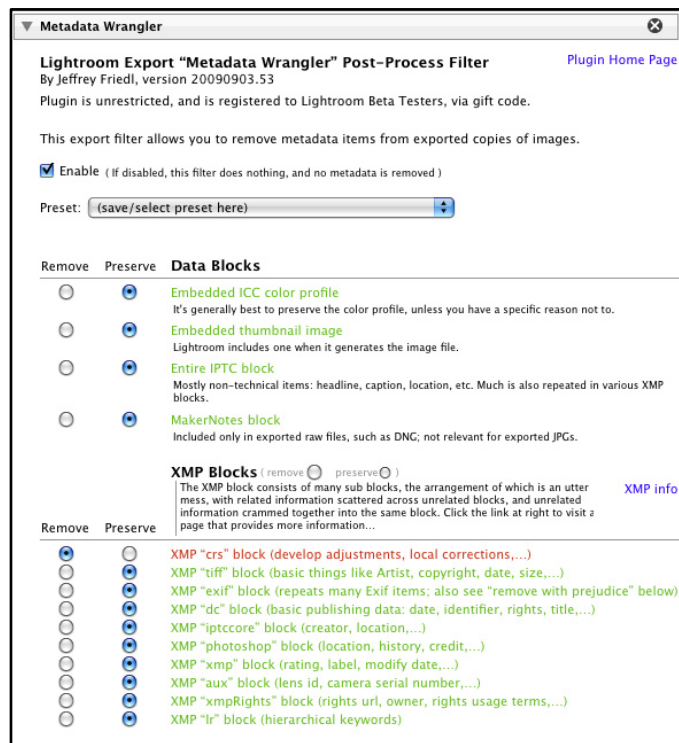 Metadata Wrangler
Lightroom Export “Metadata Wrangler” Post-Process Filter
Plugin Home Page
By Jeffrey Friedl, version 20090903.53
Plugin is unrestricted, and is registered to Lightroom Beta Testers, via gift code.
This export filter allows you to remove metadata items from exported copies of images.
Enable ( If disabled, this filter does nothing, and no metadata is removed )
Preset: (save/select preset here)
Remove Preserve Data Blocks
Embedded ICC color profile
It's generally best to preserve the color profile, unless you have a specific reason not to.
Embedded thumbnail image
Lightroom includes one when it generates the image file.
Entire IPTC block
Mostly non-technical items: headline, caption, location, etc. Much is also repeated in various XMP
blocks.
MakerNotes block
Included only in exported raw files, such as DNG; not relevant for exported JPGs.
XMP Blocks ( remove preserve )
The XMP block consists of many sub blocks, the arrangement of which is an utter
mess, with related information scattered across unrelated blocks, and unrelated
information crammed together into the same block. Click the link at right to visit a
page that provides more information...
XMP info
Remove Preserve
XMP “crs” block (develop adjustments, local corrections,...)
XMP “tiff” block (basic things like Artist, copyright, date, size,...)
XMP “exif” block (repeats many Exif items; also see “remove with prejudice” below)
XMP “dc” block (basic publishing data: date, identifier, rights, title,...)
XMP “iptccore” block (creator, location,...)
XMP “photoshop” block (location, history, credit,...)
XMP “xmp” block (rating, label, modify date,...)
XMP “aux” block (lens id, camera serial number,...)
XMP “xmpRights” block (rights url, owner, rights usage terms,...)
XMP “lr” block (hierarchical keywords)